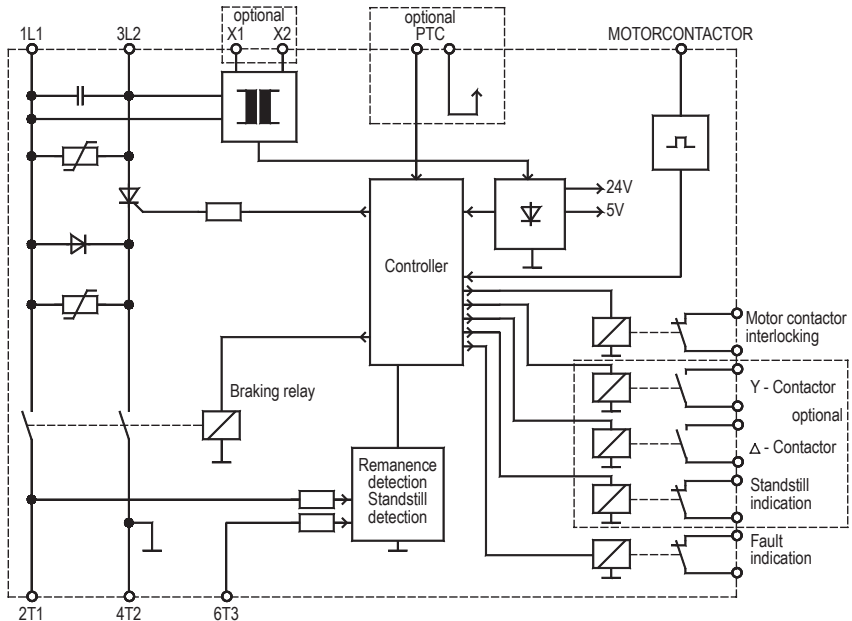 optional
optional
1L1
3L2
X1
X2
PTC
MOTORCONTACTOR
24V
5V
Controller
Motor contactor
interlocking
Braking relay
Y - Contactor
optional
Δ - Contactor
Remanence
detection
Standstill
detection
Standstill
indication
Fault
indication
2T1
4T2
6T3